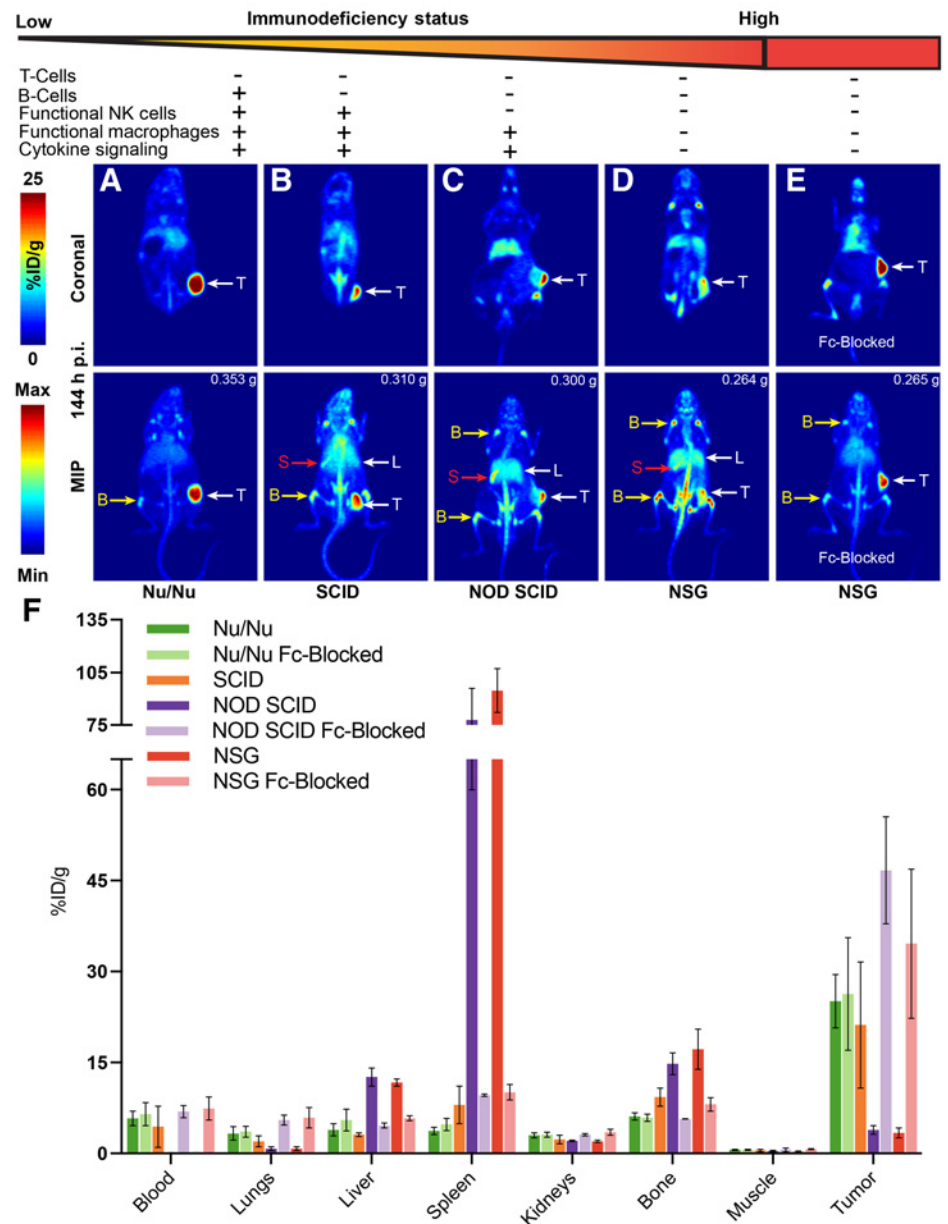 Low Immunodeficiency status High
T-Cells - - - - -
B-Cells + - - - -
Functional NK cells + + - - -
Functional macrophages + + + - -
Cytokine signaling + + + - -
25
%ID/g
0
144 h p.i.
Coronal
A
T
B
T
C
T
D
T
E
T
Fc-Blocked
Max
Min
MIP
0.353 g
B
T
0.310 g
S
L
B
T
0.300 g
B
L
S
T
B
0.264 g
B
L
S
B
T
0.265 g
B
T
B
Fc-Blocked
Nu/Nu SCID NOD SCID NSG NSG
F
135
105
75
60
45
30
15
0
%ID/g
Nu/Nu
Nu/Nu Fc-Blocked
SCID
NOD SCID
NOD SCID Fc-Blocked
NSG
NSG Fc-Blocked
Blood Lungs Liver Spleen Kidneys Bone Muscle Tumor